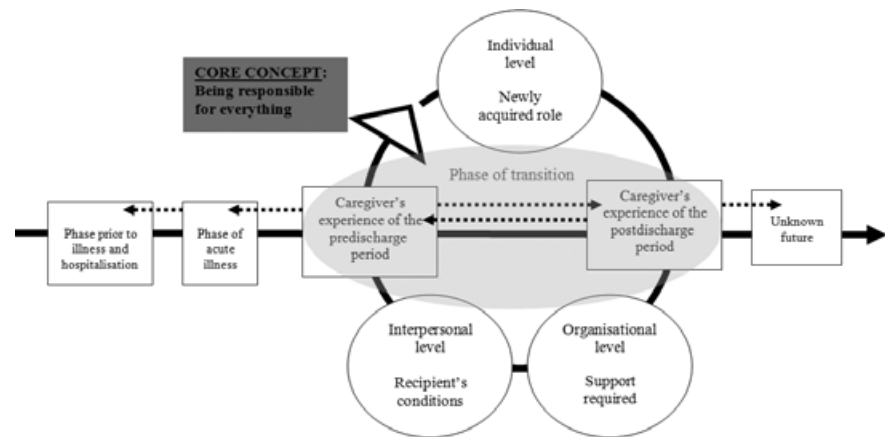 CORE CONCEPT:
Being responsible
for everything
Individual
level
Newly
acquired role
Phase of transition
Phase prior to
illness and
hospitalisation
Phase of
acute
illness
Caregiver's
experience of the
predischarge
period
Caregiver's
experience of the
postdischarge
period
Unknown
future
Interpersonal
level
Recipient's
conditions
Organisational
level
Support
required